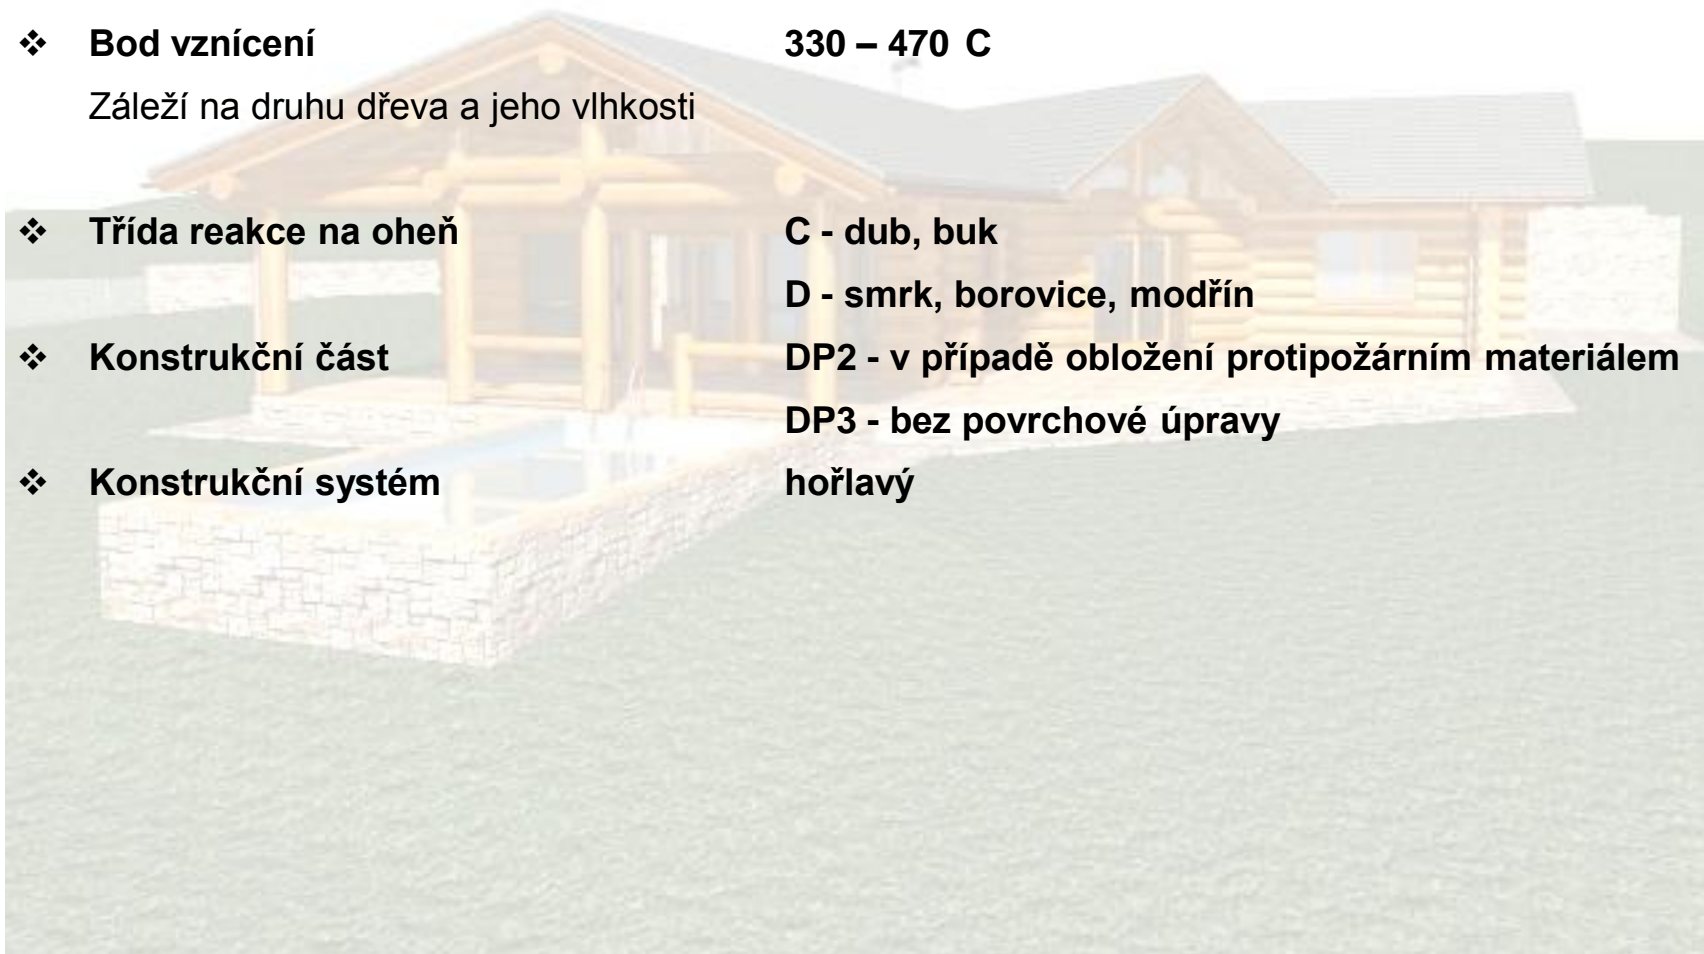 ❖ Bod vznícení 330 – 470 C
Záleží na druhu dřeva a jeho vlhkosti
❖ Třída reakce na oheň C - dub, buk
D - smrk, borovice, modřín
❖ Konstrukční část DP2 - v případě obložení protipožárním materiálem
DP3 - bez povrchové úpravy
❖ Konstrukční systém hořlavý